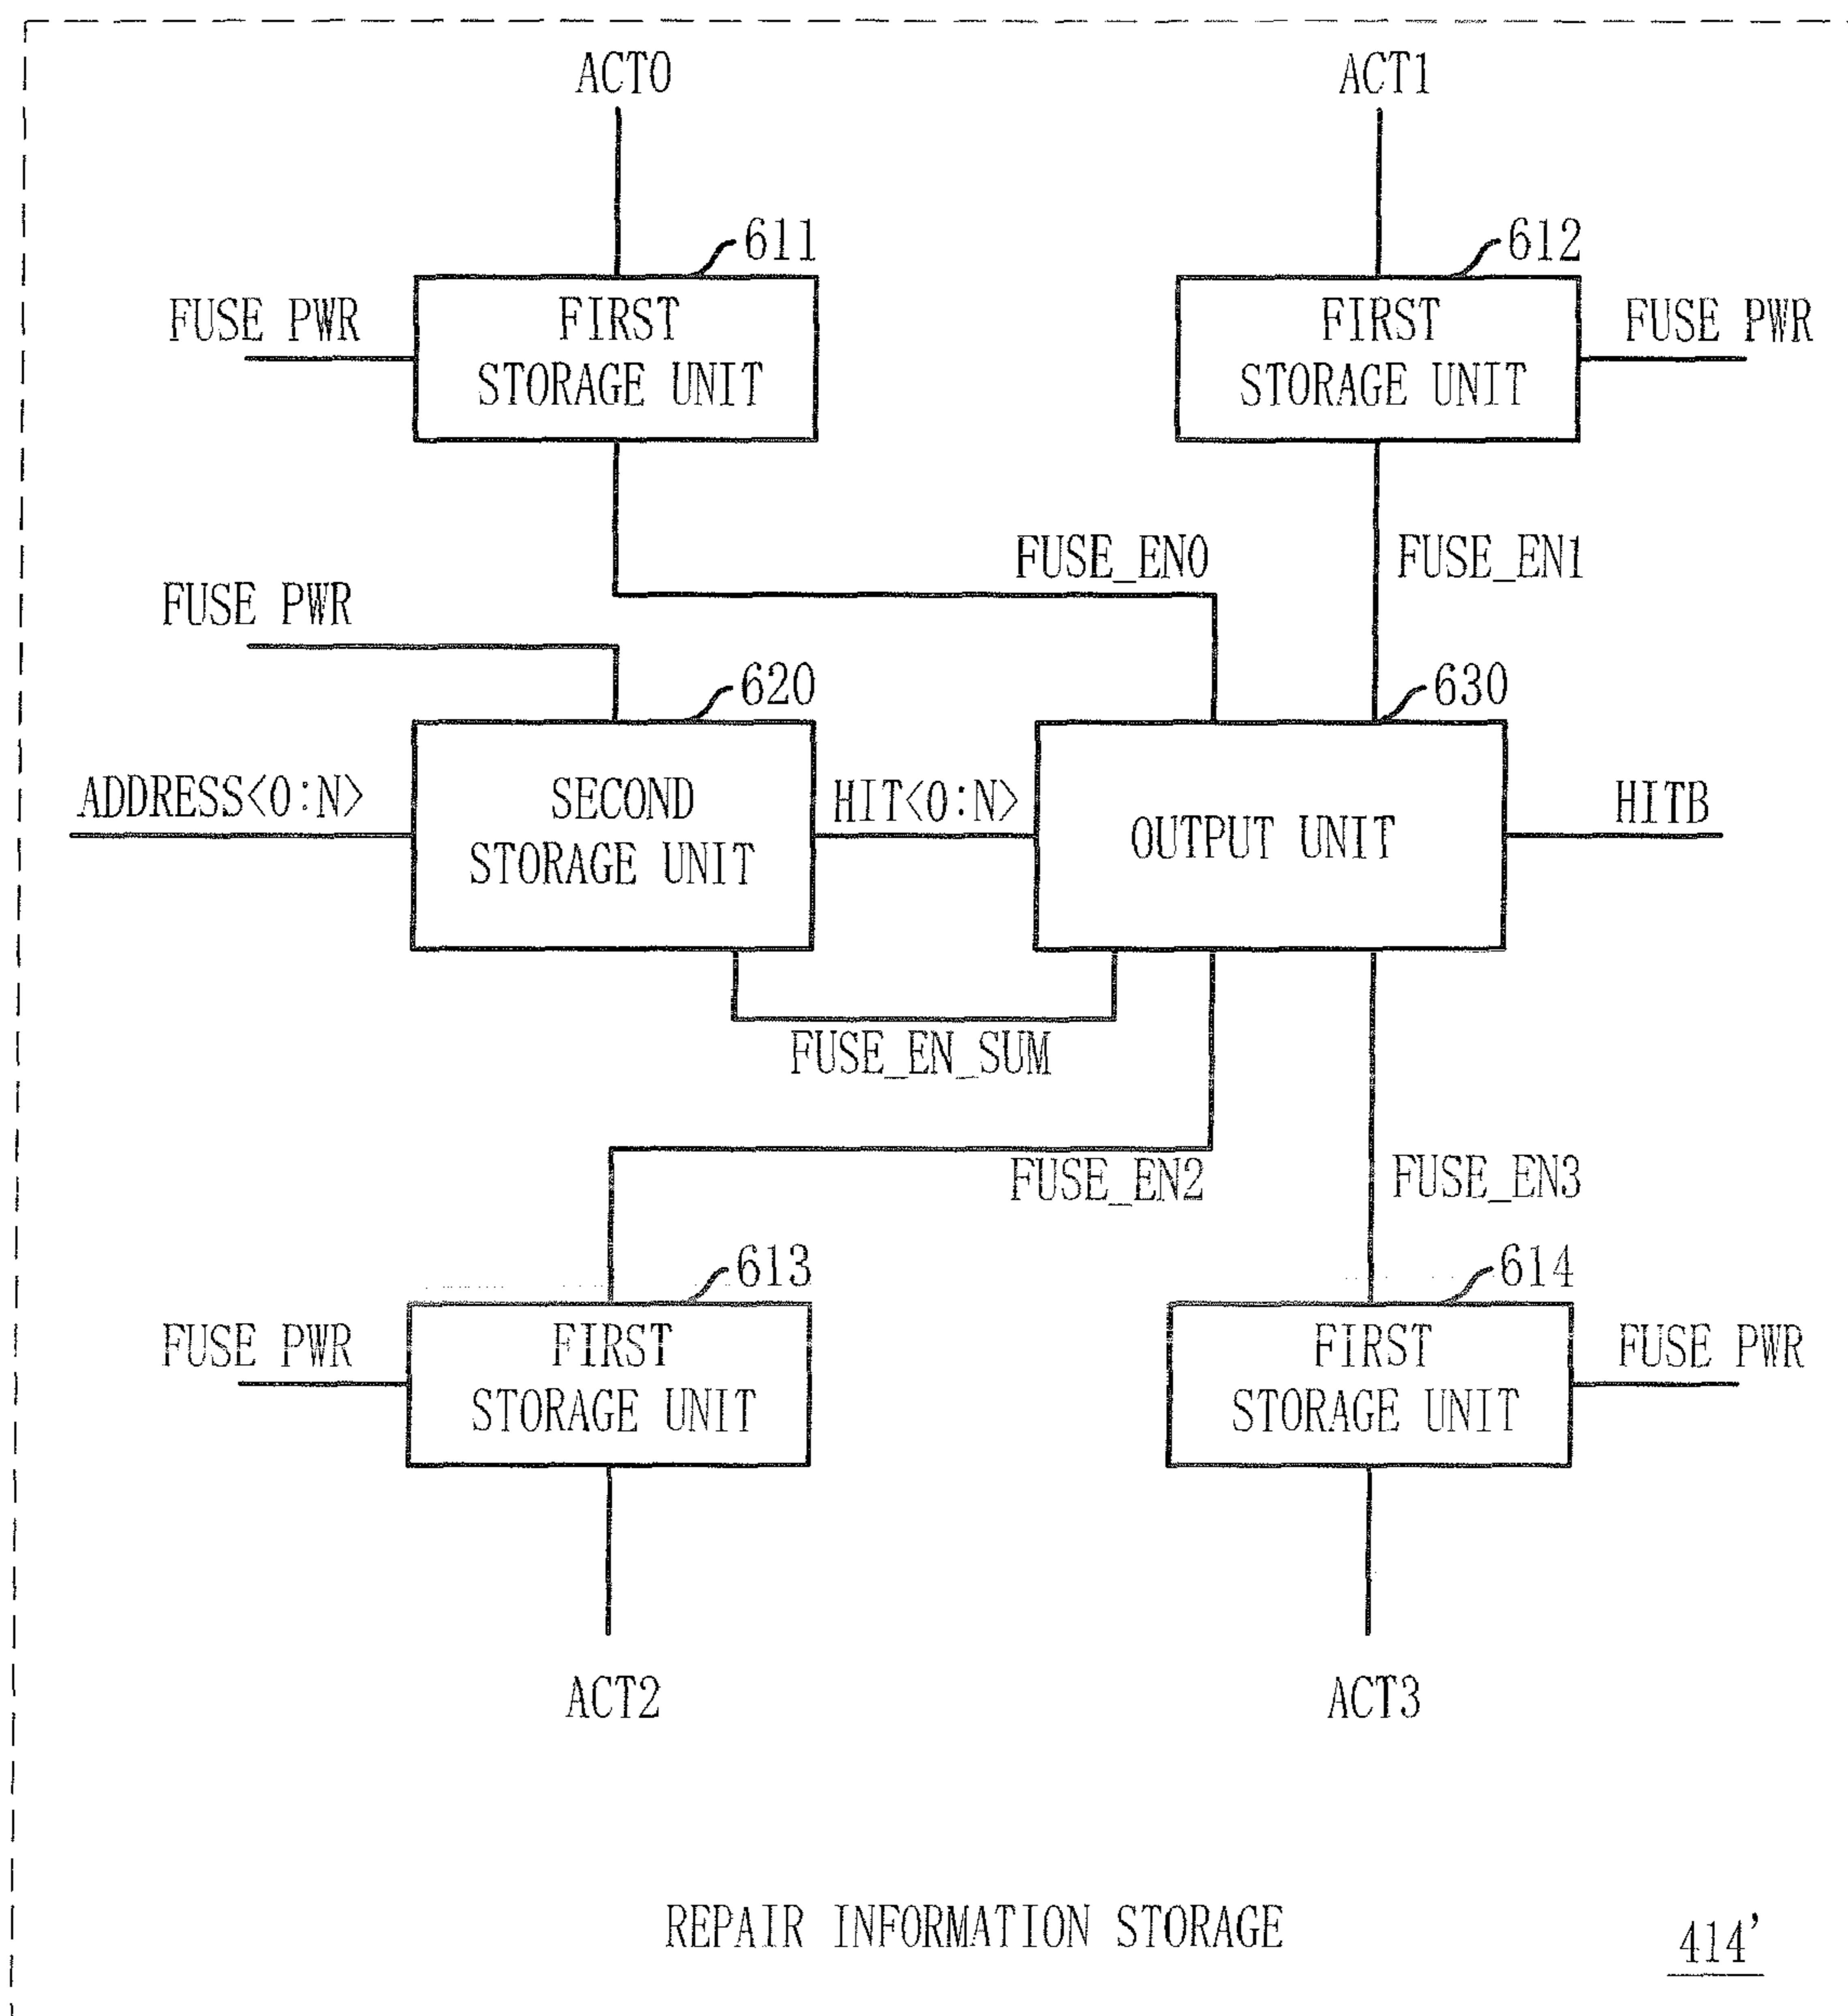 ACT0
ACT1
611
612
FUSE PWR
FIRST
STORAGE UNIT
FIRST
STORAGE UNIT
FUSE PWR
FUSE_EN0
FUSE_EN1
FUSE PWR
620
630
ADDRESS<0:N>
SECOND
STORAGE UNIT
HIT<0:N>
OUTPUT UNIT
HITB
FUSE_EN_SUM
FUSE_EN2
FUSE_EN3
613
614
FUSE PWR
FIRST
STORAGE UNIT
FIRST
STORAGE UNIT
FUSE PWR
ACT2
ACT3
REPAIR INFORMATION STORAGE
414'